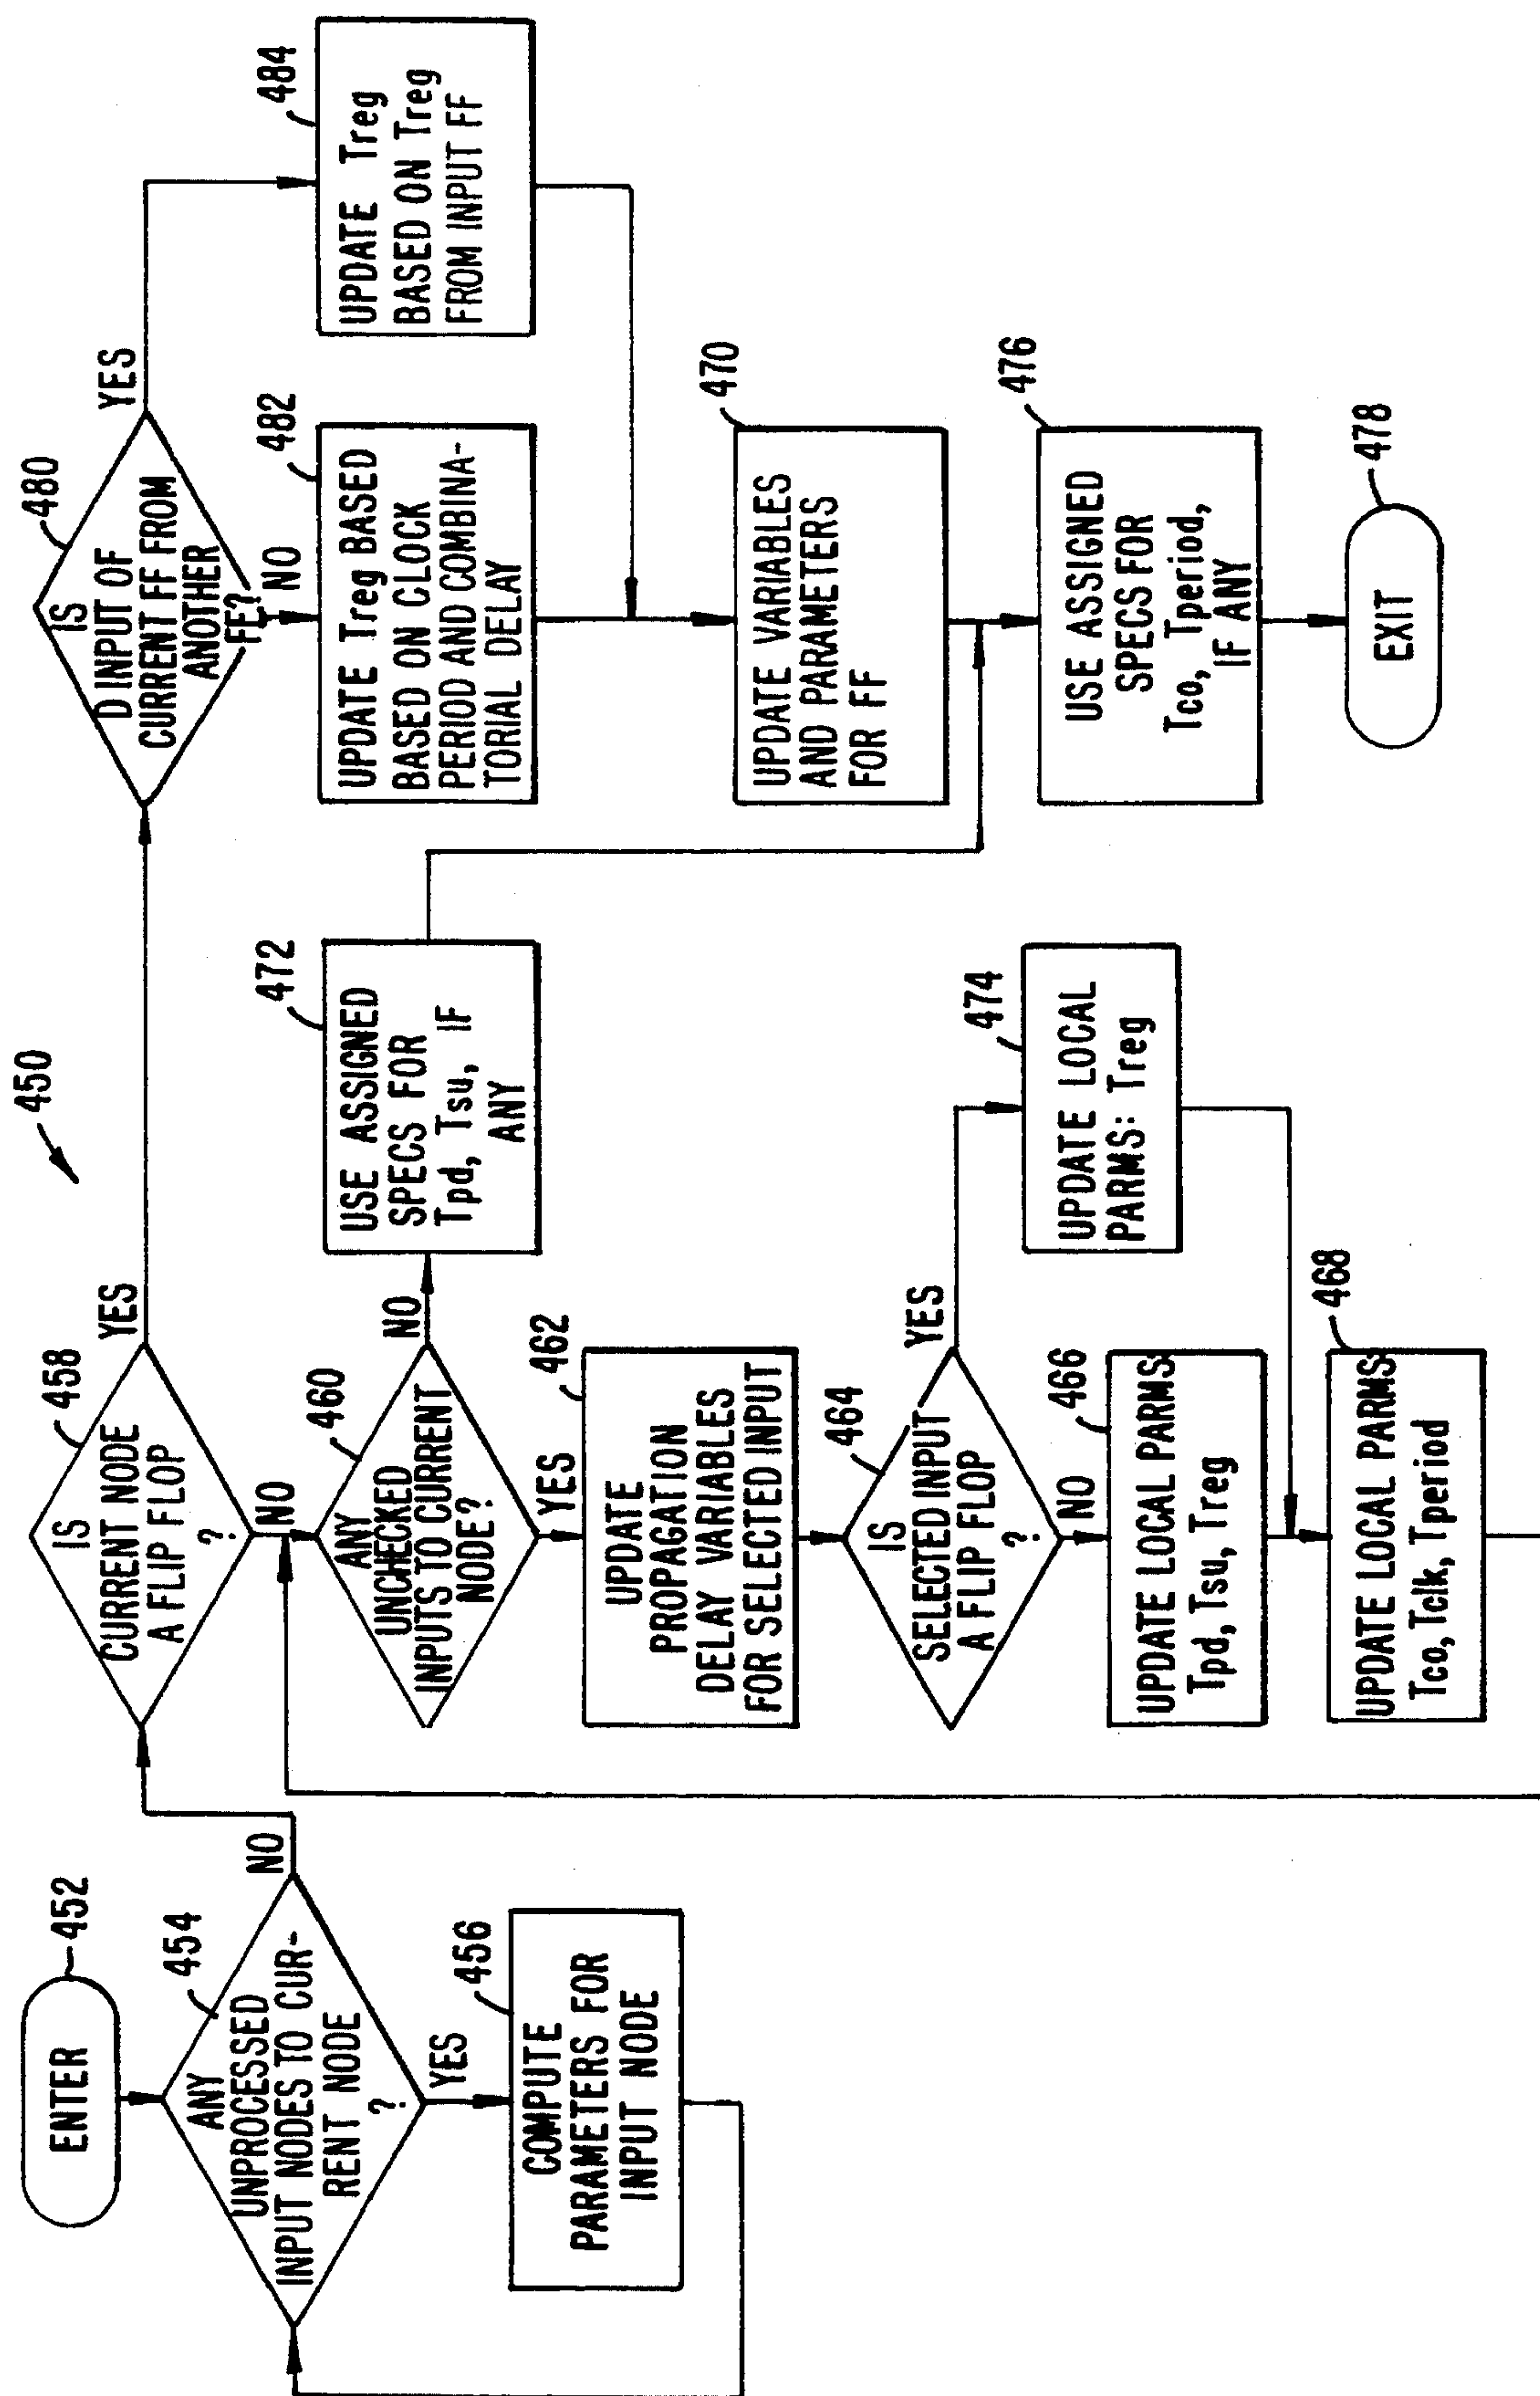 450
ENTER
452
ANY
UNPROCESSED
INPUT NODES TO CUR-
RENT NODE
?
454
YES
NO
COMPUTE
PARAMETERS FOR
INPUT NODE
456
IS
CURRENT NODE
A FLIP FLOP
?
458
YES
NO
ANY
UNCHECKED
INPUTS TO CURRENT
NODE?
460
NO
YES
UPDATE
PROPAGATION
DELAY VARIABLES
FOR SELECTED INPUT
462
IS
SELECTED INPUT
A FLIP FLOP
?
464
YES
NO
UPDATE LOCAL PARMS:
Tpd, Tsu, Treg
466
UPDATE LOCAL PARMS:
Tco, Tclk, Tperiod
468
USE ASSIGNED
SPECS FOR
Tpd, Tsu, IF
ANY
472
UPDATE LOCAL
PARMS: Treg
474
IS
D INPUT OF
CURRENT FF FROM
ANOTHER
FF?
480
YES
NO
UPDATE Treg BASED
BASED ON CLOCK
PERIOD AND COMBINA-
TORIAL DELAY
482
UPDATE Treg
BASED ON Treg
FROM INPUT FF
484
UPDATE VARIABLES
AND PARAMETERS
FOR FF
470
USE ASSIGNED
SPECS FOR
Tco, Tperiod,
IF ANY
476
EXIT
478